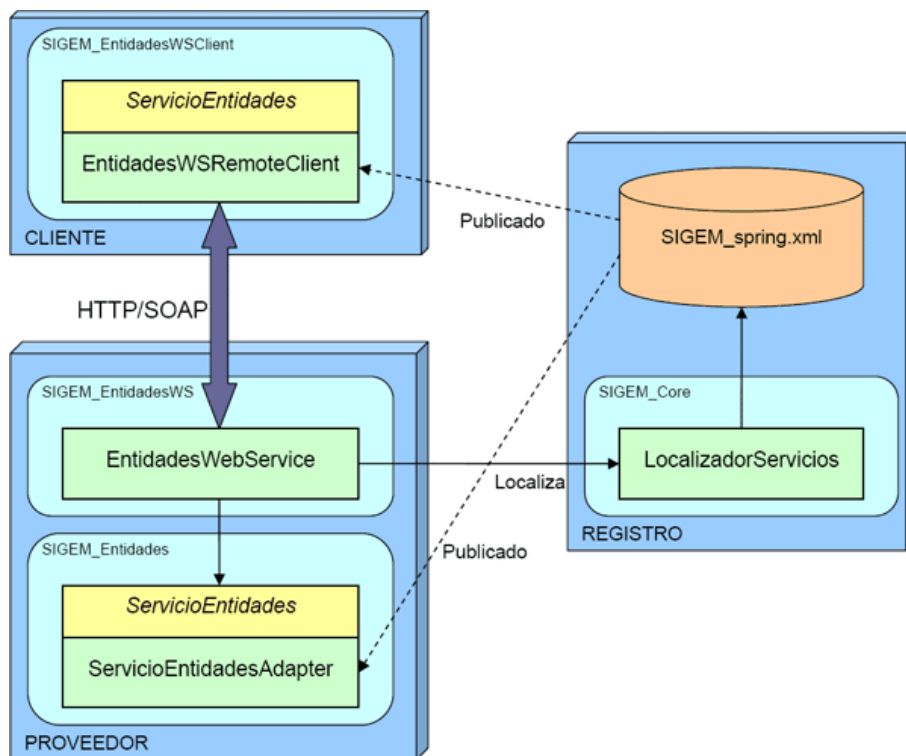 SIGEM_EntidadesWSClient
ServicioEntidades
EntidadesWSRemoteClient
CLIENTE
HTTP/SOAP
SIGEM_EntidadesWS
EntidadesWebService
SIGEM_Entidades
ServicioEntidades
ServicioEntidadesAdapter
PROVEEDOR
Publicado
Localiza
Publicado
SIGEM_spring.xml
SIGEM_Core
LocalizadorServicios
REGISTRO